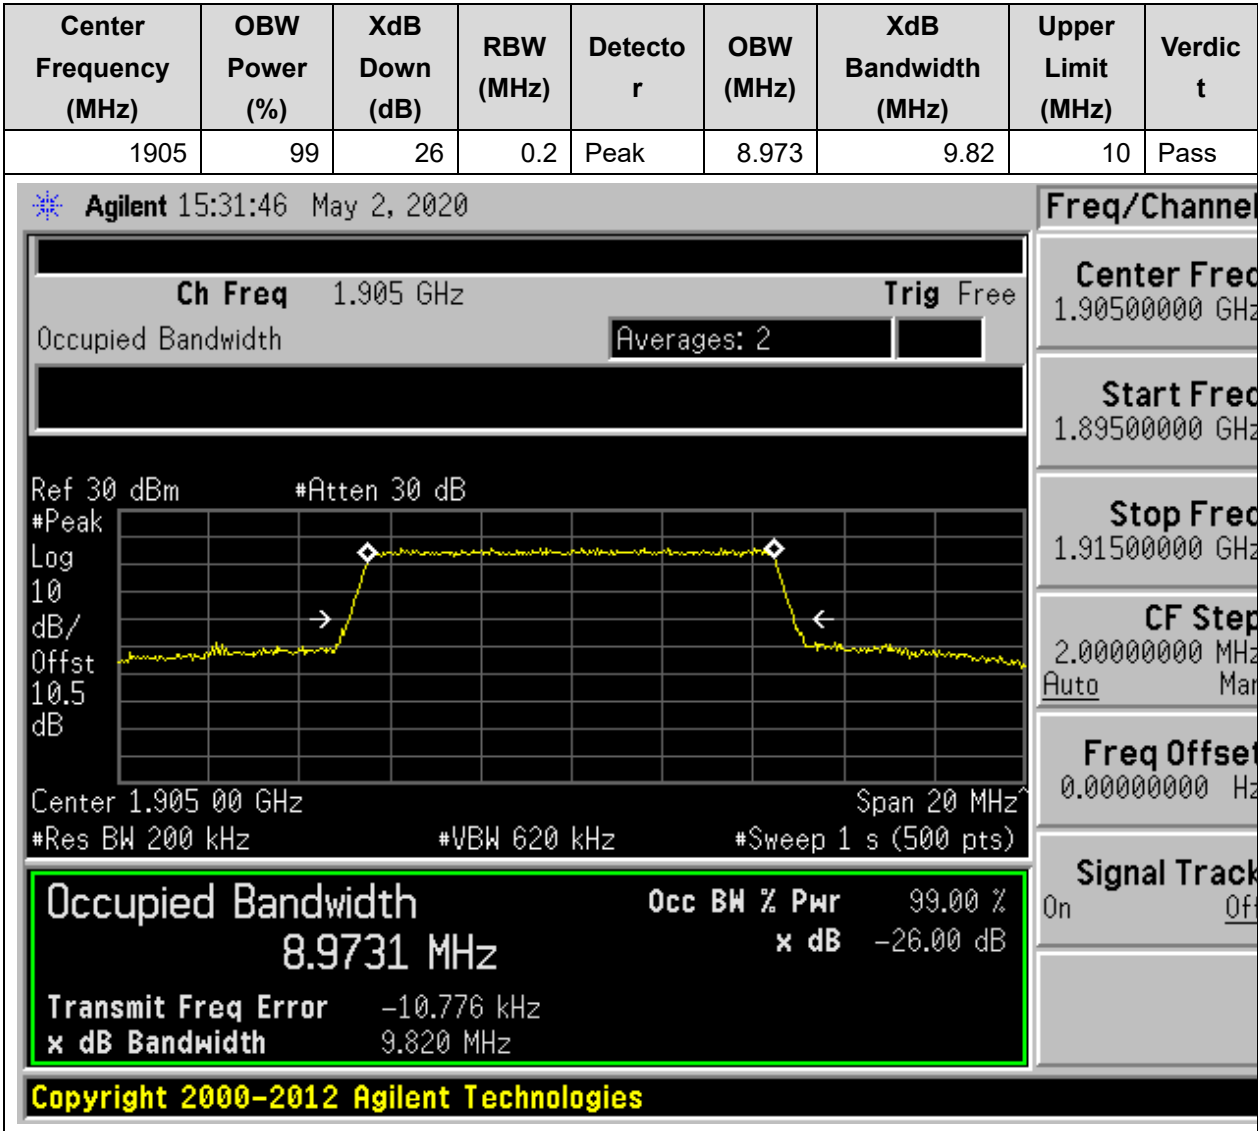 Center Frequency (MHz) OBW Power (%) XdB Down (dB) RBW (MHz) Detector OBW (MHz) XdB Bandwidth (MHz) Upper Limit (MHz) Verdict
1905 99 26 0.2 Peak 8.973 9.82 10 Pass
Agilent 15:31:46 May 2, 2020
Freq/Channel
Ch Freq 1.905 GHz Trig Free
Occupied Bandwidth Averages: 2
Center Freq
1.90500000 GHz
Start Freq
1.89500000 GHz
Stop Freq
1.91500000 GHz
CF Step
2.00000000 MHz
Auto Man
Freq Offset
0.00000000 Hz
Signal Track
On Off
Ref 30 dBm #Atten 30 dB
#Peak
Log
10
dB/
Offst
10.5
dB
Center 1.905 00 GHz Span 20 MHz^
#Res BW 200 kHz #VBW 620 kHz #Sweep 1 s (500 pts)
Occupied Bandwidth Occ BW % Pwr 99.00 %
8.9731 MHz x dB -26.00 dB
Transmit Freq Error -10.776 kHz
x dB Bandwidth 9.820 MHz
Copyright 2000-2012 Agilent Technologies